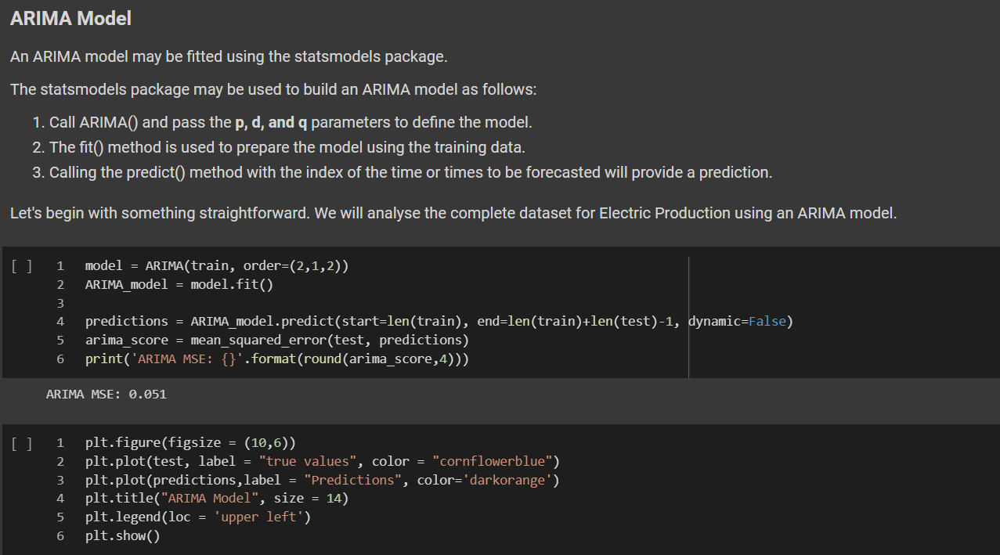 ARIMA Model
An ARIMA model may be fitted using the statsmodels package.
The statsmodels package may be used to build an ARIMA model as follows:
1. Call ARIMA() and pass the p, d, and q parameters to define the model.
2. The fit() method is used to prepare the model using the training data.
3. Calling the predict() method with the index of the time or times to be forecasted will provide a prediction.
Let's begin with something straightforward. We will analyse the complete dataset for Electric Production using an ARIMA model.
[ ] 1 model = ARIMA(train, order=(2,1,2))
2 ARIMA_model = model.fit()
3
4 predictions = ARIMA_model.predict(start=len(train), end=len(train)+len(test)-1, dynamic=False)
5 arima_score = mean_squared_error(test, predictions)
6 print('ARIMA MSE: {}'.format(round(arima_score,4)))
ARIMA MSE: 0.051
[ ] 1 plt.figure(figsize = (10,6))
2 plt.plot(test, label = "true values", color = "cornflowerblue")
3 plt.plot(predictions,label = "Predictions", color='darkorange')
4 plt.title("ARIMA Model", size = 14)
5 plt.legend(loc = 'upper left')
6 plt.show()